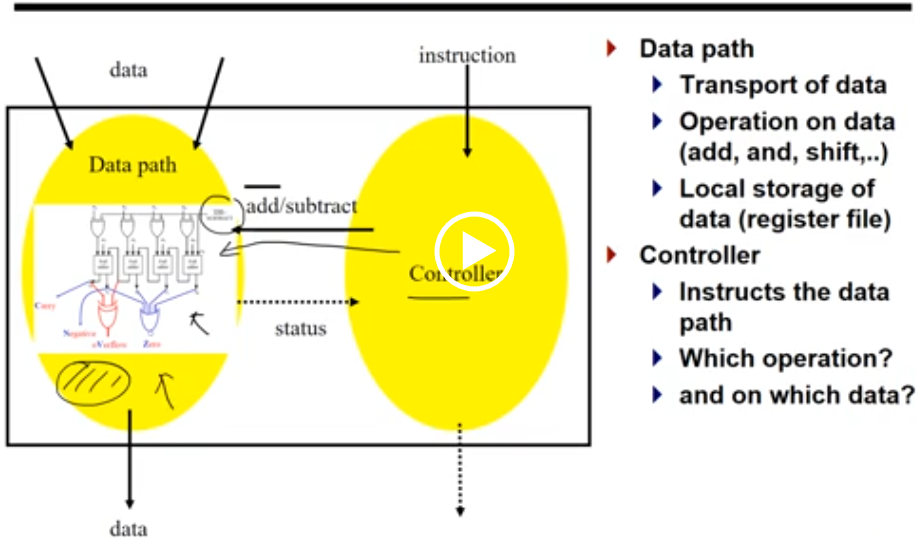 data
instruction
Data path
add/subtract
Controller
Carry
Negative
oVerflow
Zero
status
data
Data path
Transport of data
Operation on data
(add, and, shift,..)
Local storage of
data (register file)
Controller
Instructs the data
path
Which operation?
and on which data?